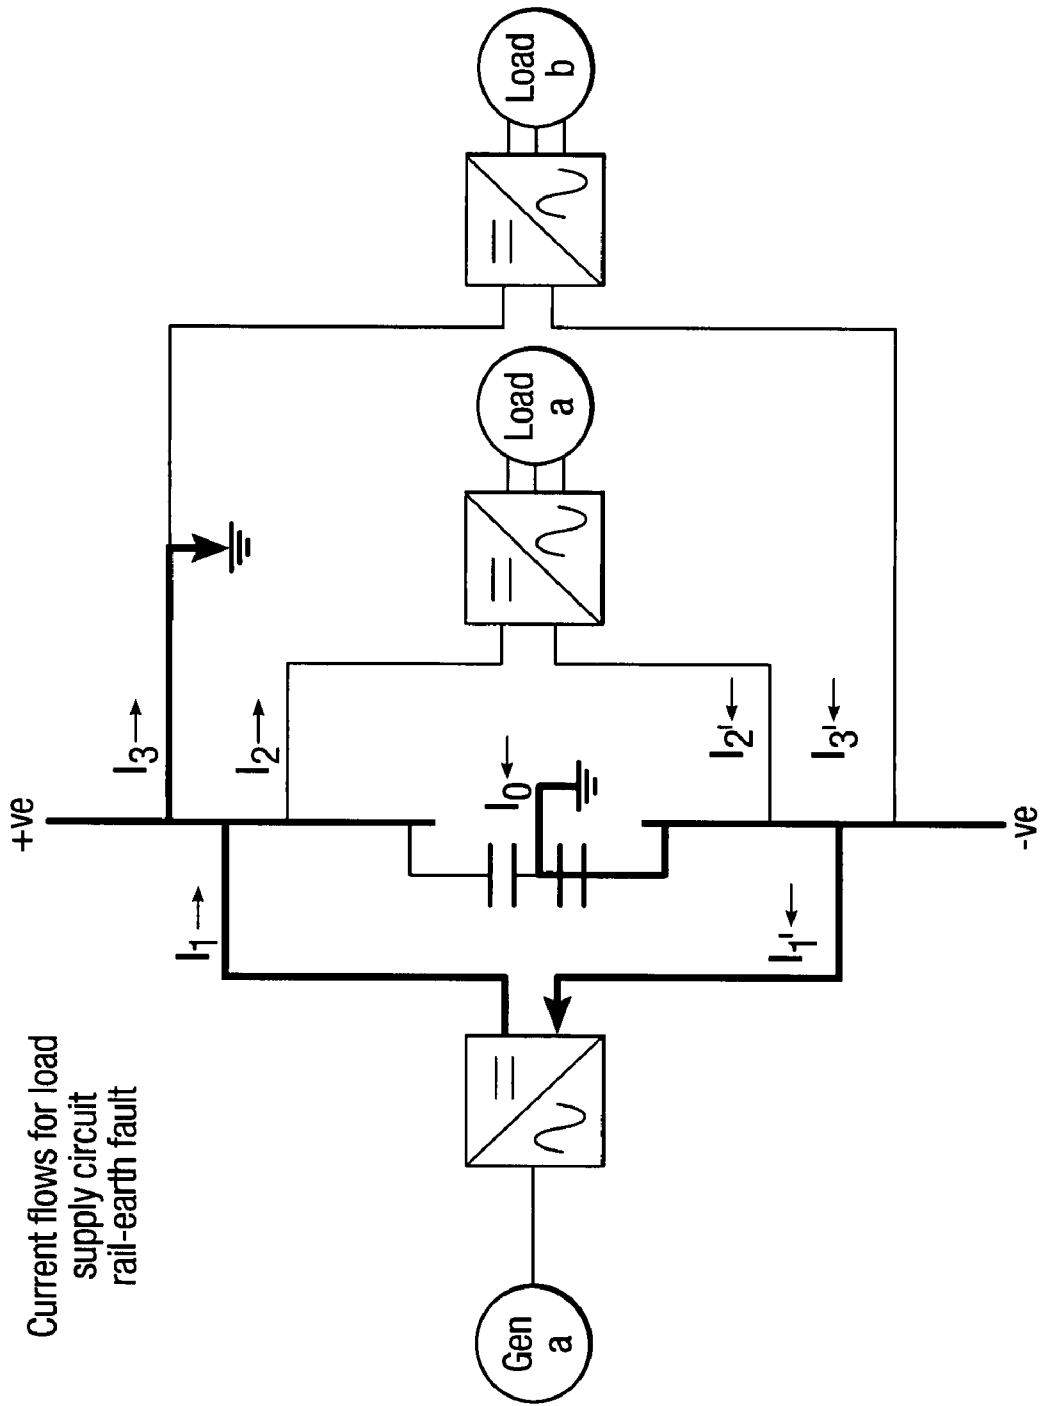 Current flows for load
supply circuit
rail-earth fault
+ve
-ve
I3
I2
I1
I0
I2'
I3'
I1'
Gen
a
Load
a
Load
b